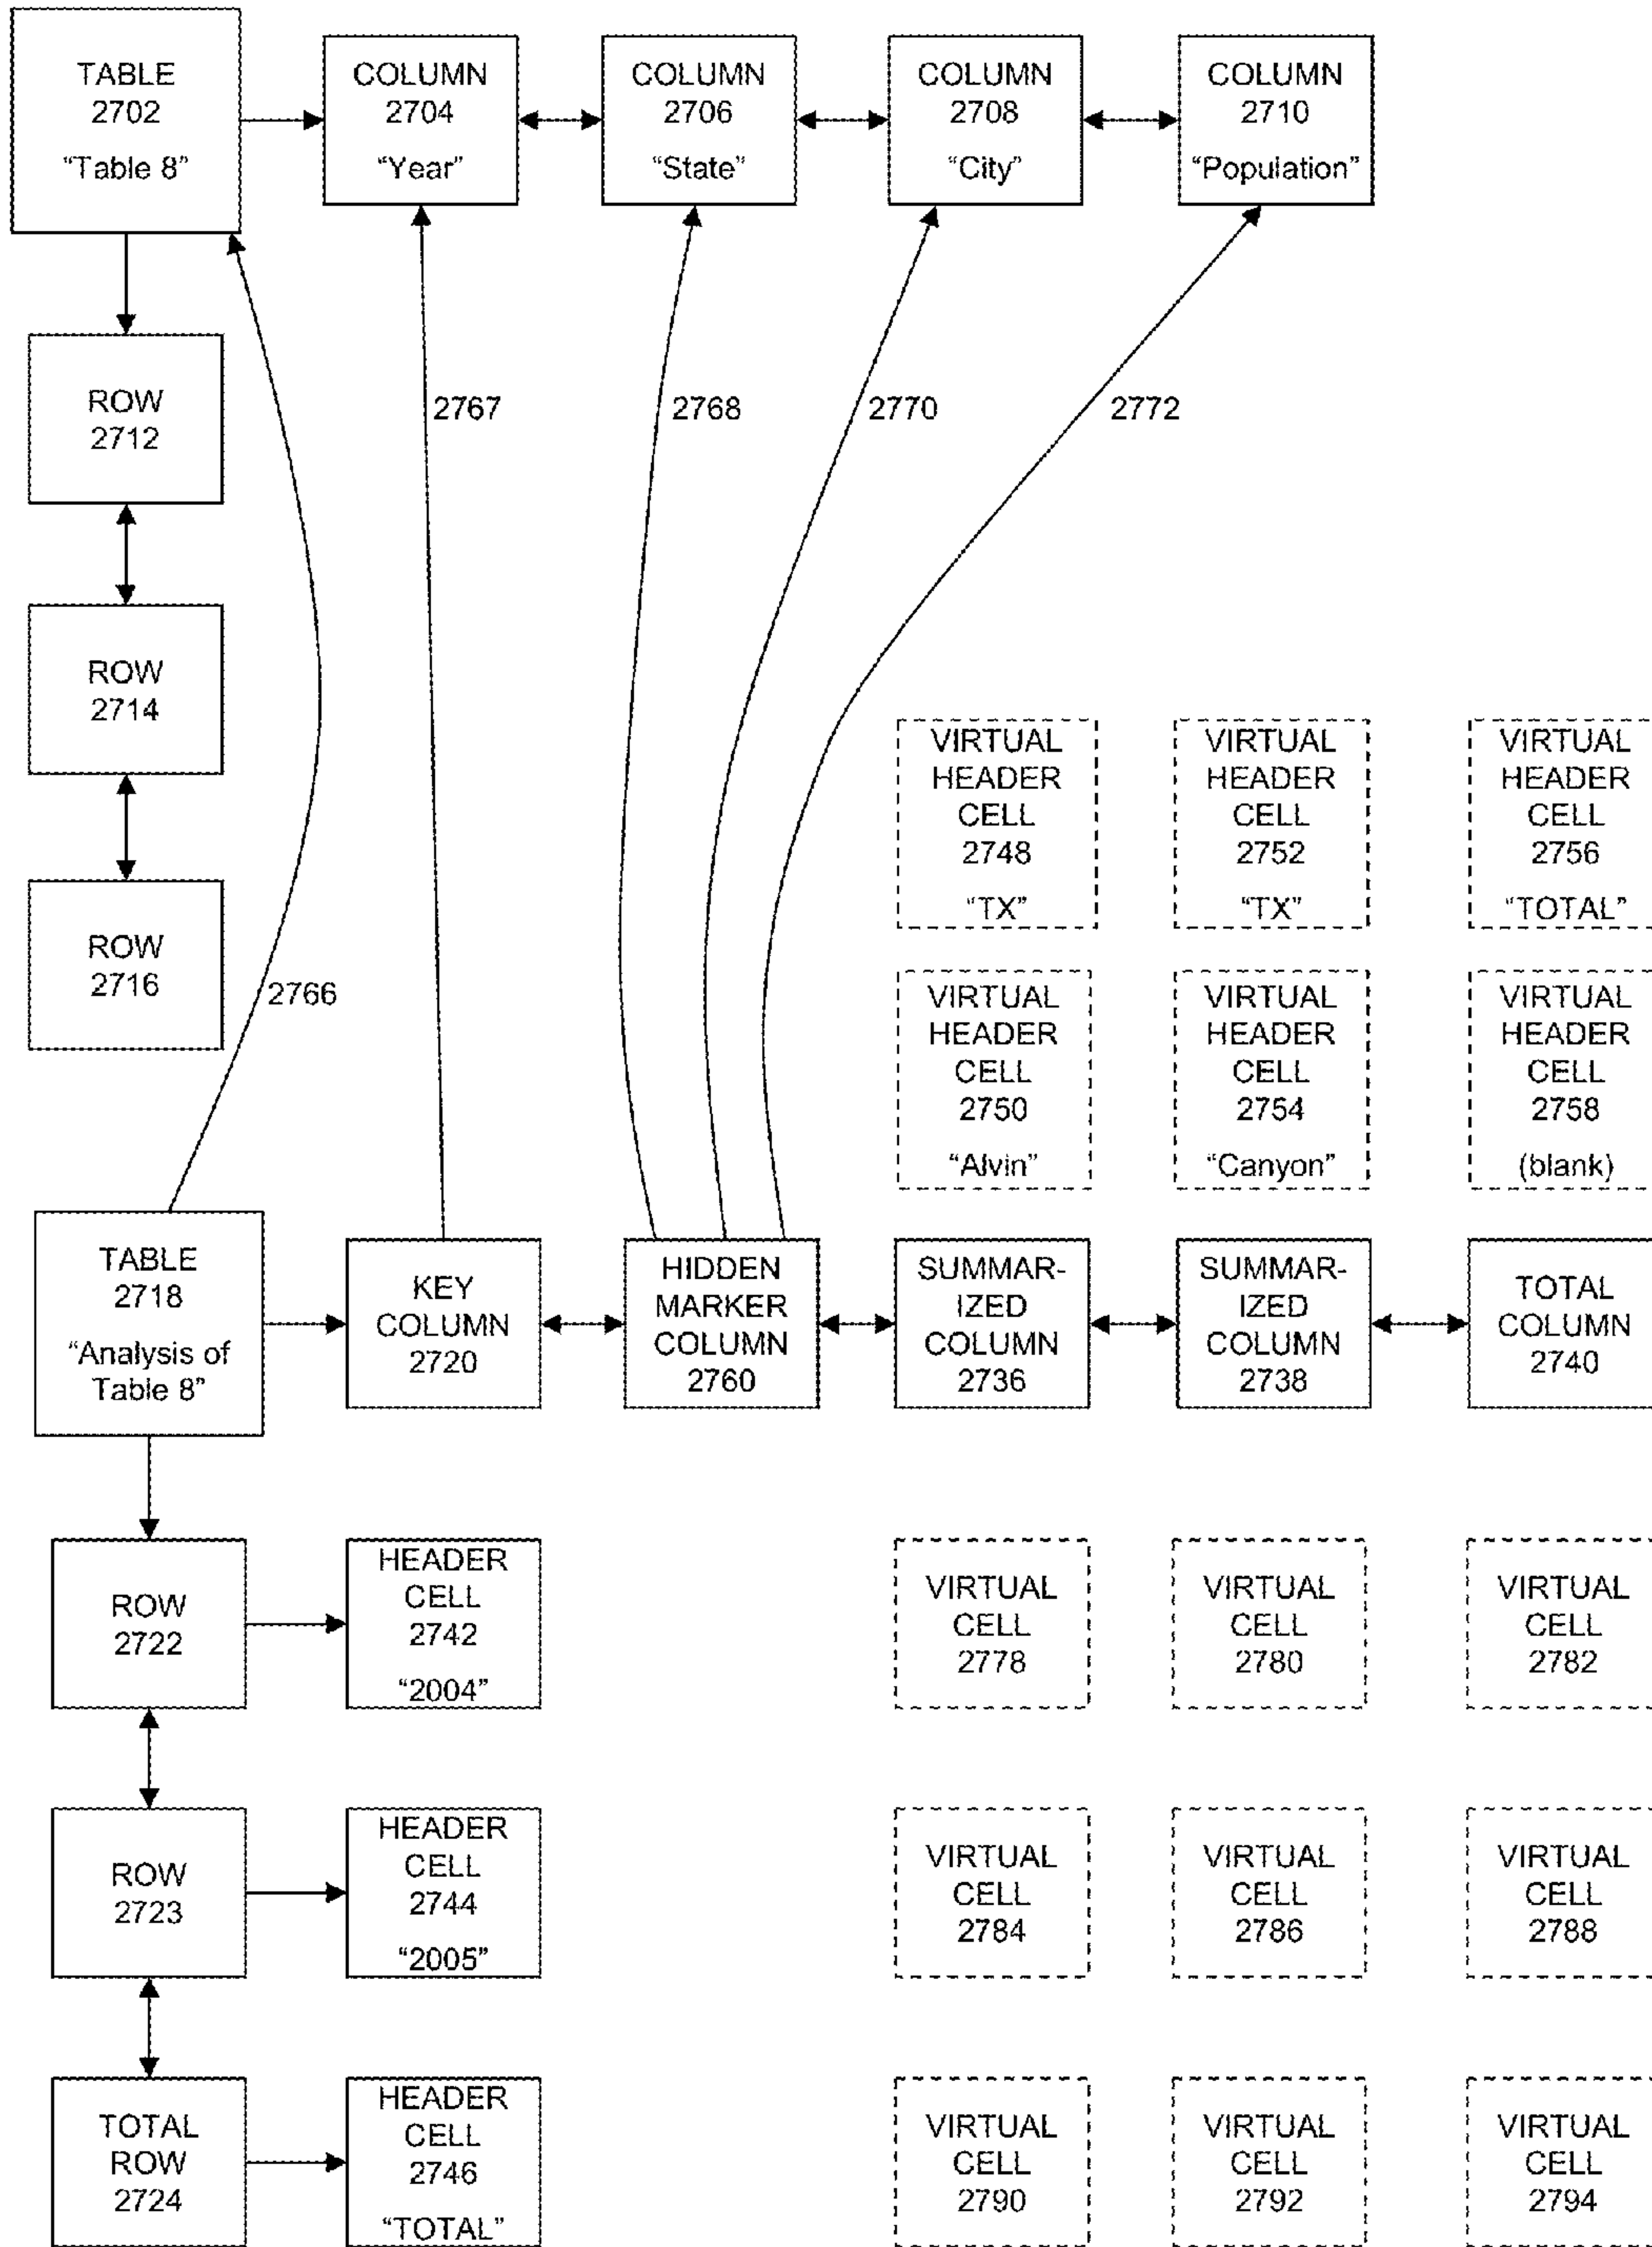 TABLE
2702
“Table 8”
COLUMN
2704
“Year”
COLUMN
2706
“State”
COLUMN
2708
“City”
COLUMN
2710
“Population”
ROW
2712
2767
2768
2770
2772
ROW
2714
ROW
2716
2766
VIRTUAL
HEADER
CELL
2748
“TX”
VIRTUAL
HEADER
CELL
2752
“TX”
VIRTUAL
HEADER
CELL
2756
“TOTAL”
VIRTUAL
HEADER
CELL
2750
“Alvin”
VIRTUAL
HEADER
CELL
2754
“Canyon”
VIRTUAL
HEADER
CELL
2758
(blank)
TABLE
2718
“Analysis of
Table 8”
KEY
COLUMN
2720
HIDDEN
MARKER
COLUMN
2760
SUMMAR-
IZED
COLUMN
2736
SUMMAR-
IZED
COLUMN
2738
TOTAL
COLUMN
2740
ROW
2722
HEADER
CELL
2742
“2004”
VIRTUAL
CELL
2778
VIRTUAL
CELL
2780
VIRTUAL
CELL
2782
ROW
2723
HEADER
CELL
2744
“2005”
VIRTUAL
CELL
2784
VIRTUAL
CELL
2786
VIRTUAL
CELL
2788
TOTAL
ROW
2724
HEADER
CELL
2746
“TOTAL”
VIRTUAL
CELL
2790
VIRTUAL
CELL
2792
VIRTUAL
CELL
2794